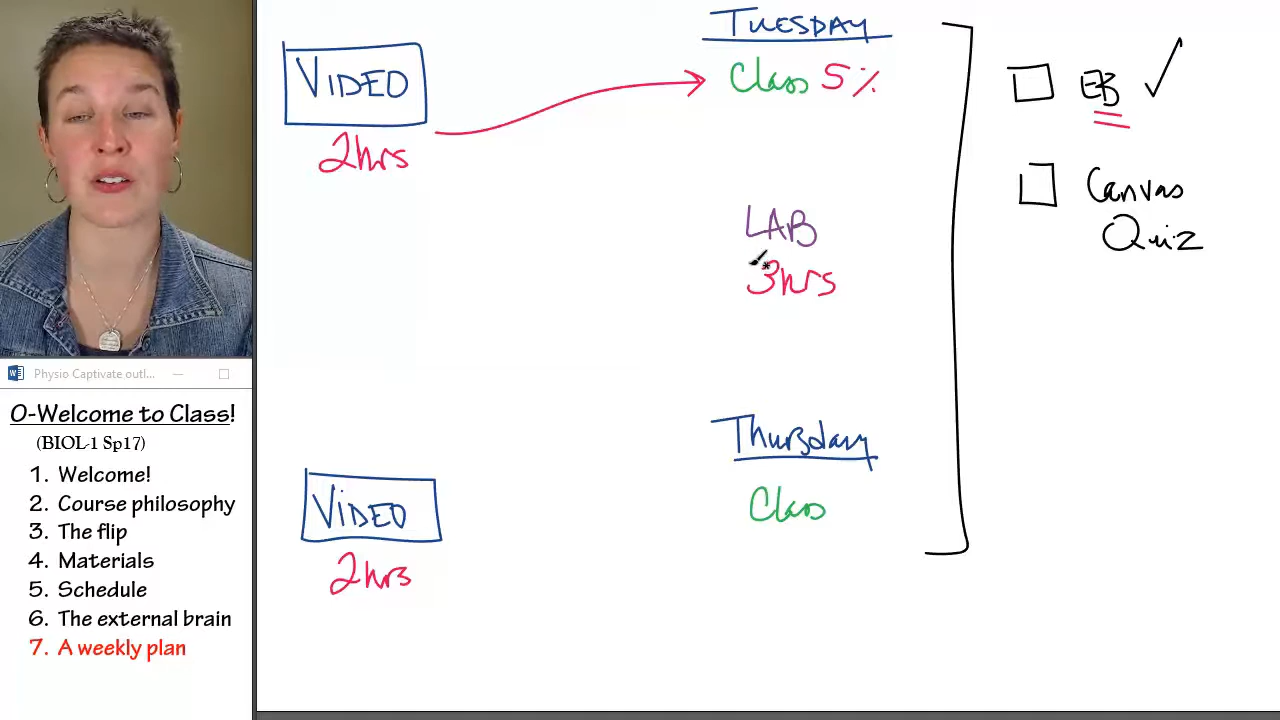 TUESDAY
VIDEO
Class 5%
2hrs
EB ✓
Canvas
Quiz
LAB
3hrs
Thursday
VIDEO
Class
2hrs
Physio Captivate outl...
O-Welcome to Class!
(BIOL-1 Sp17)
1. Welcome!
2. Course philosophy
3. The flip
4. Materials
5. Schedule
6. The external brain
7. A weekly plan